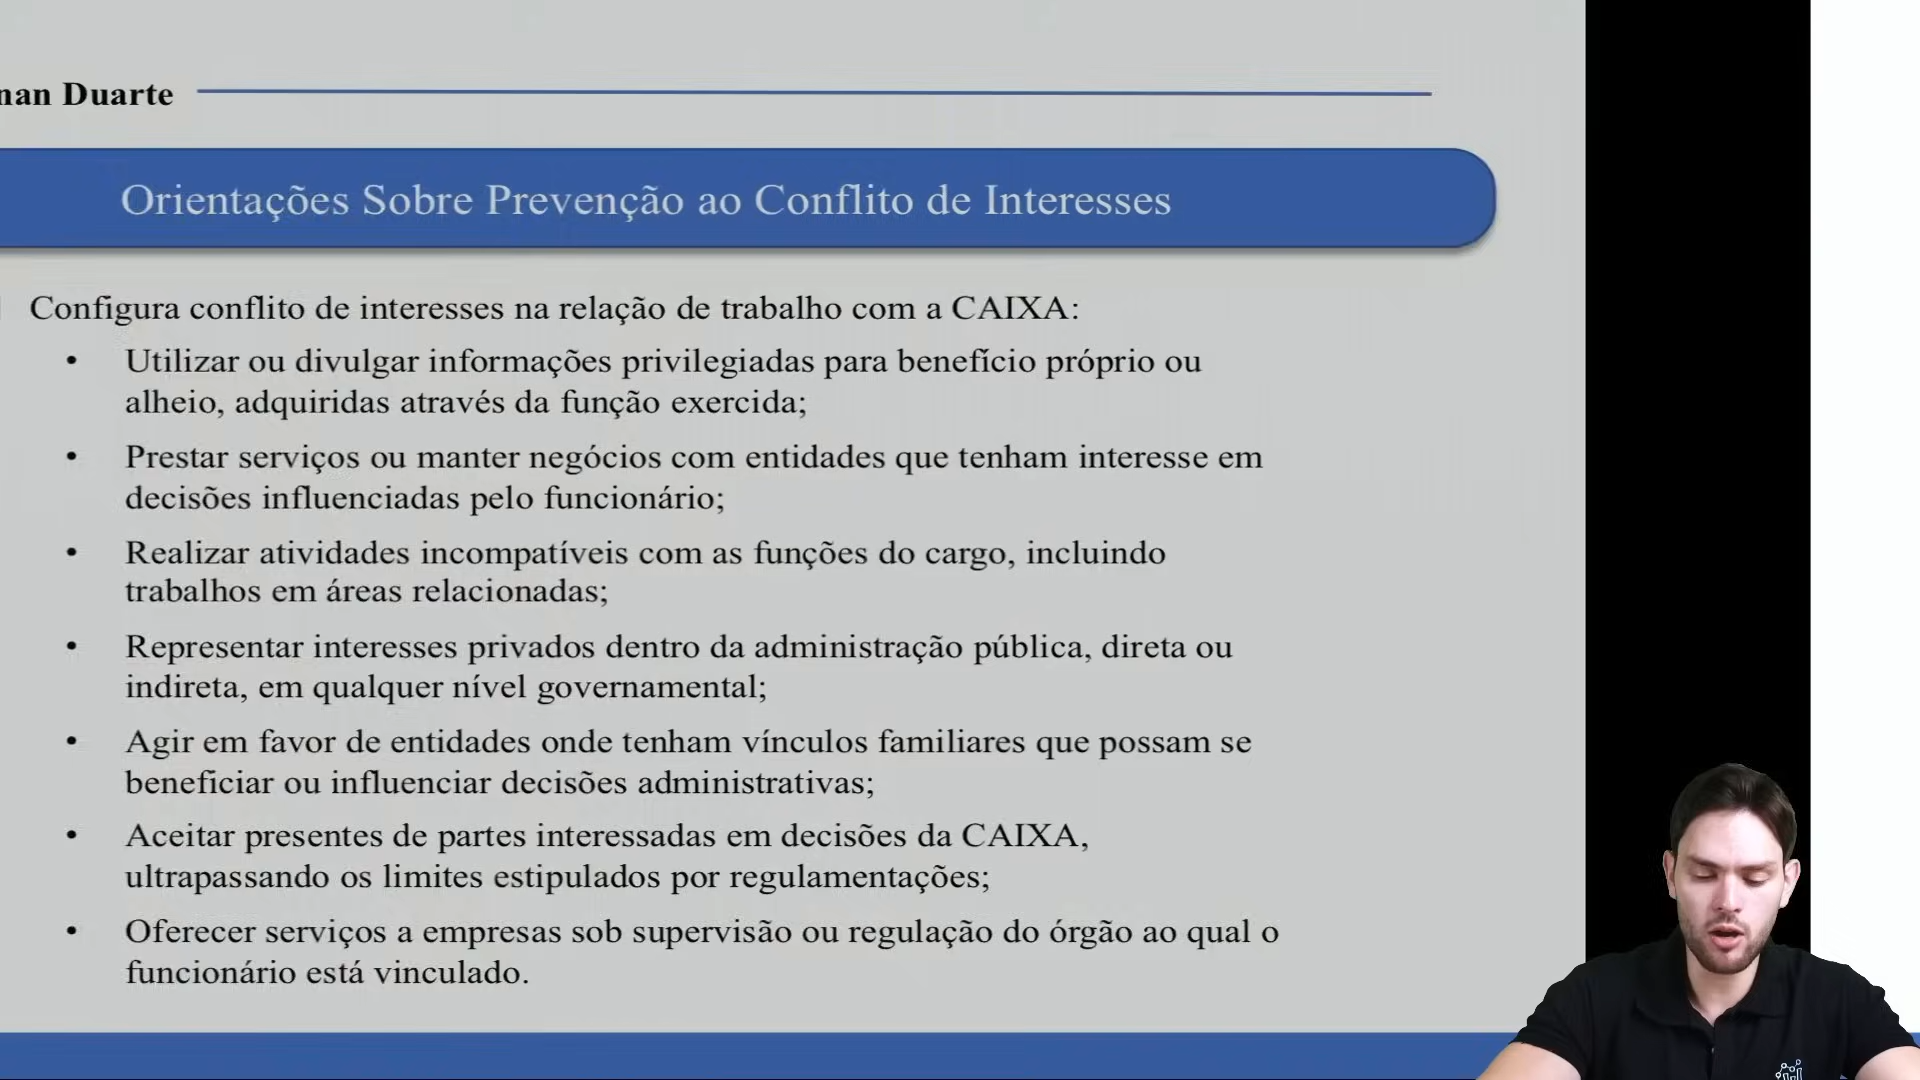 Duarte
Orientações Sobre Prevenção ao Conflito de Interesses
Configura conflito de interesses na relação de trabalho com a CAIXA:
• Utilizar ou divulgar informações privilegiadas para benefício próprio ou
alheio, adquiridas através da função exercida;
• Prestar serviços ou manter negócios com entidades que tenham interesse em
decisões influenciadas pelo funcionário;
• Realizar atividades incompatíveis com as funções do cargo, incluindo
trabalhos em áreas relacionadas;
• Representar interesses privados dentro da administração pública, direta ou
indireta, em qualquer nível governamental;
• Agir em favor de entidades onde tenham vínculos familiares que possam se
beneficiar ou influenciar decisões administrativas;
• Aceitar presentes de partes interessadas em decisões da CAIXA,
ultrapassando os limites estipulados por regulamentações;
• Oferecer serviços a empresas sob supervisão ou regulação do órgão ao qual o
funcionário está vinculado.